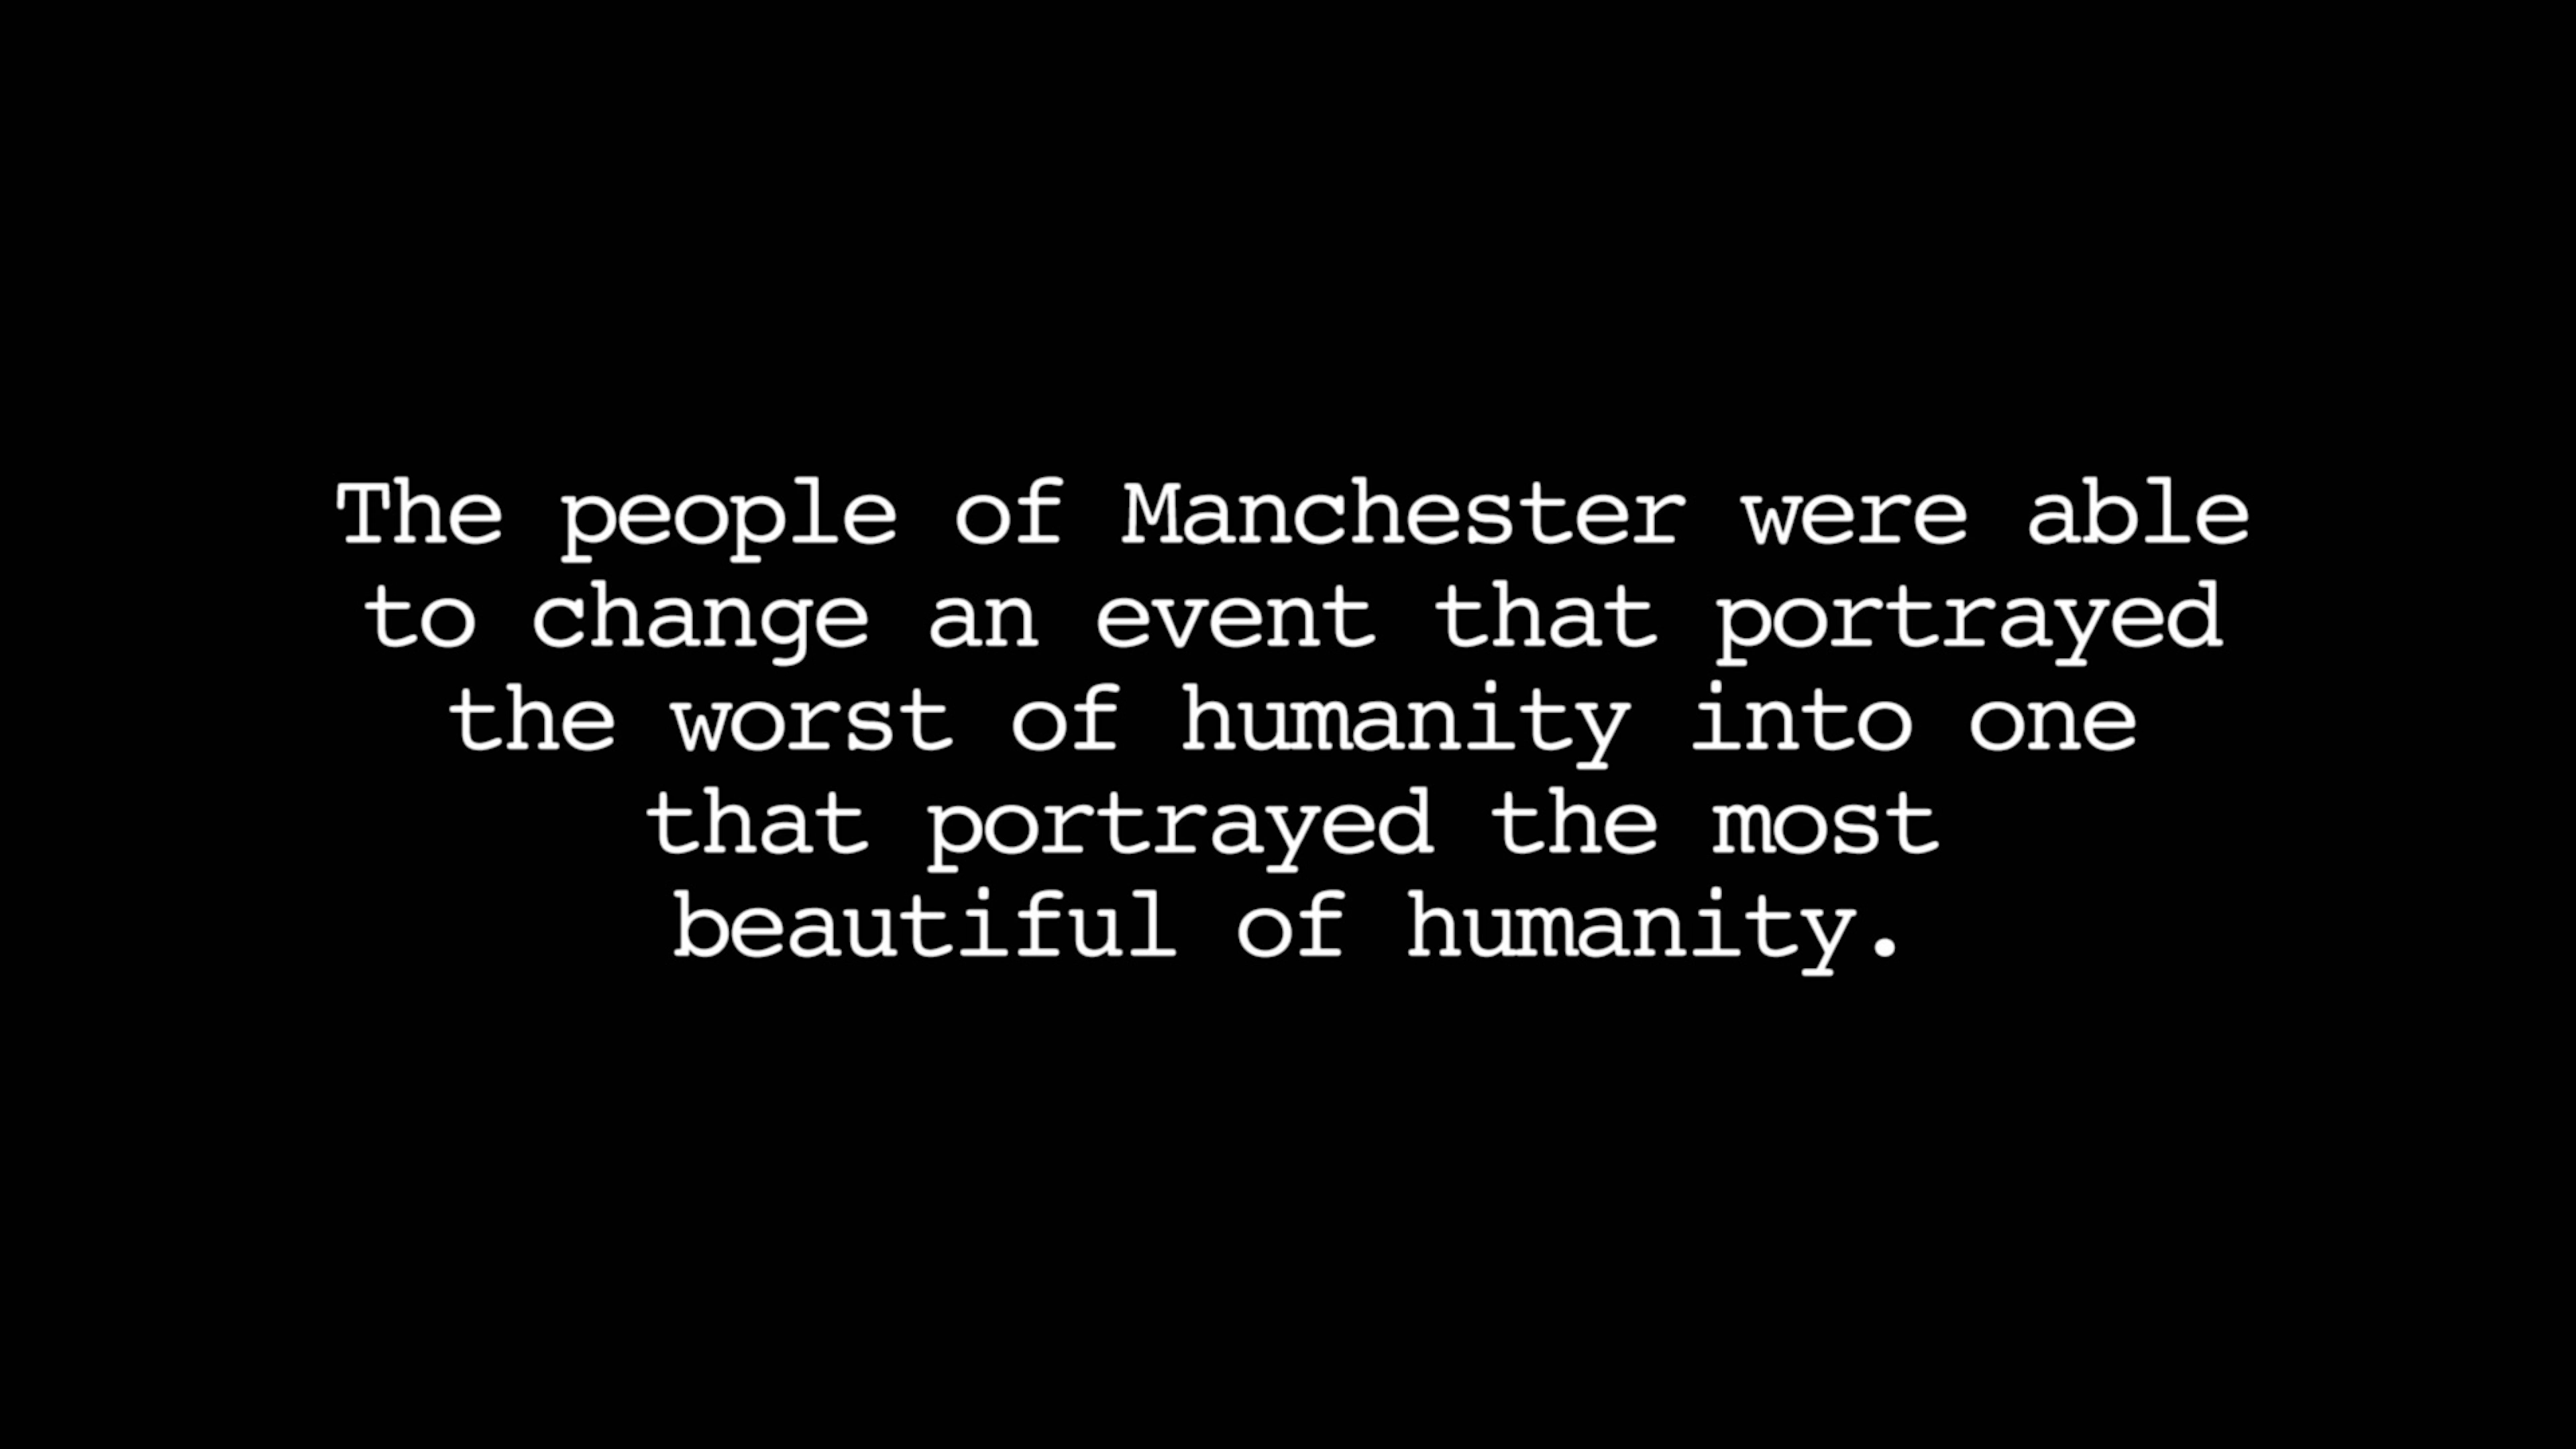 The people of Manchester were able
to change an event that portrayed
the worst of humanity into one
that portrayed the most
beautiful of humanity.